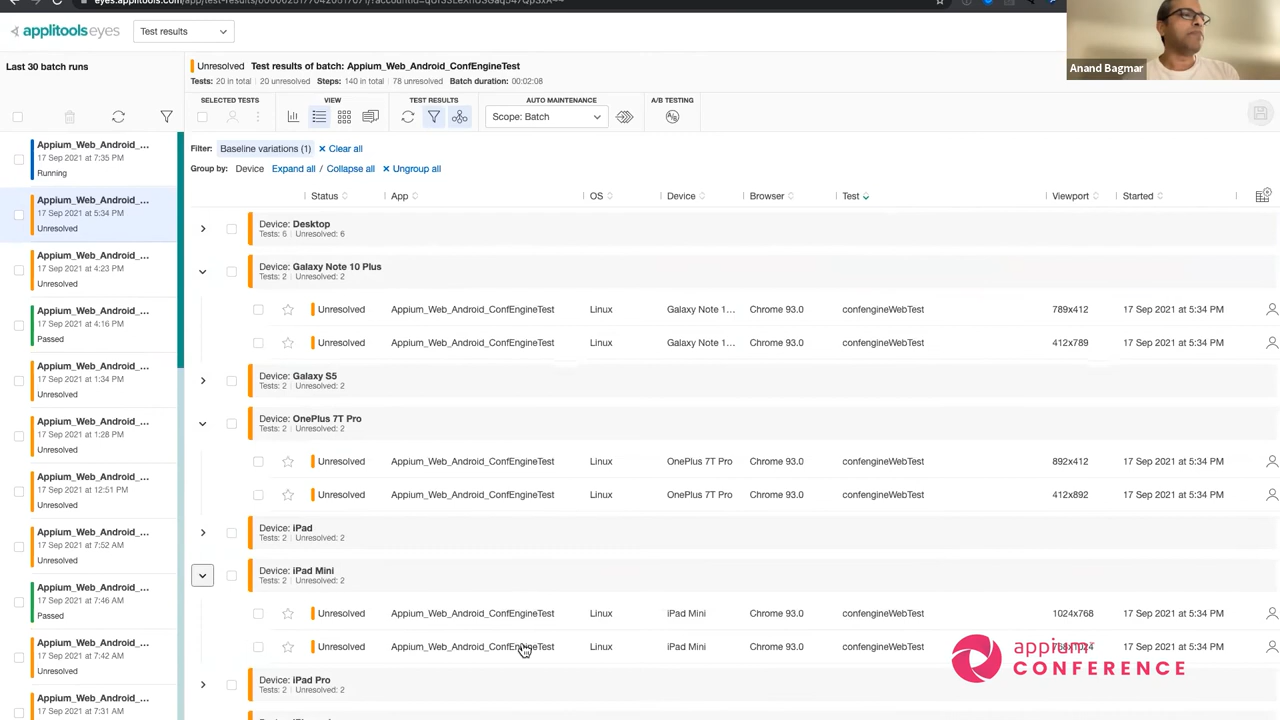 applitools eyes
Test results
Anand Bagmar
Last 30 batch runs
Unresolved Test results of batch: Appium_Web_Android_ConfEngineTest
Tests: 20 in total | 20 unresolved Steps: 140 in total | 78 unresolved Batch duration: 00:02:08
SELECTED TESTS VIEW TEST RESULTS AUTO MAINTENANCE A/B TESTING
Scope: Batch
Filter: Baseline variations (1) Clear all
Group by: Device Expand all / Collapse all Ungroup all
Status App OS Device Browser Test Viewport Started
Appium_Web_Android_...
17 Sep 2021 at 7:35 PM
Running
Appium_Web_Android_...
17 Sep 2021 at 5:34 PM
Unresolved
Appium_Web_Android_...
17 Sep 2021 at 4:23 PM
Unresolved
Appium_Web_Android_...
17 Sep 2021 at 4:16 PM
Passed
Appium_Web_Android_...
17 Sep 2021 at 1:34 PM
Unresolved
Appium_Web_Android_...
17 Sep 2021 at 1:28 PM
Unresolved
Appium_Web_Android_...
17 Sep 2021 at 12:51 PM
Unresolved
Appium_Web_Android_...
17 Sep 2021 at 7:52 AM
Unresolved
Appium_Web_Android_...
17 Sep 2021 at 7:46 AM
Passed
Appium_Web_Android_...
17 Sep 2021 at 7:42 AM
Unresolved
Appium_Web_Android_...
17 Sep 2021 at 7:31 AM
Device: Desktop
Tests: 6 | Unresolved: 6
Device: Galaxy Note 10 Plus
Tests: 2 | Unresolved: 2
Unresolved Appium_Web_Android_ConfEngineTest Linux Galaxy Note 1... Chrome 93.0 confengineWebTest 789x412 17 Sep 2021 at 5:34 PM
Unresolved Appium_Web_Android_ConfEngineTest Linux Galaxy Note 1... Chrome 93.0 confengineWebTest 412x789 17 Sep 2021 at 5:34 PM
Device: Galaxy S5
Tests: 2 | Unresolved: 2
Device: OnePlus 7T Pro
Tests: 2 | Unresolved: 2
Unresolved Appium_Web_Android_ConfEngineTest Linux OnePlus 7T Pro Chrome 93.0 confengineWebTest 892x412 17 Sep 2021 at 5:34 PM
Unresolved Appium_Web_Android_ConfEngineTest Linux OnePlus 7T Pro Chrome 93.0 confengineWebTest 412x892 17 Sep 2021 at 5:34 PM
Device: iPad
Tests: 2 | Unresolved: 2
Device: iPad Mini
Tests: 2 | Unresolved: 2
Unresolved Appium_Web_Android_ConfEngineTest Linux iPad Mini Chrome 93.0 confengineWebTest 1024x768 17 Sep 2021 at 5:34 PM
Unresolved Appium_Web_Android_ConfEngineTest Linux iPad Mini Chrome 93.0 confengineWebTest 17 Sep 2021 at 5:34 PM
Device: iPad Pro
Tests: 2 | Unresolved: 2
appium
CONFERENCE